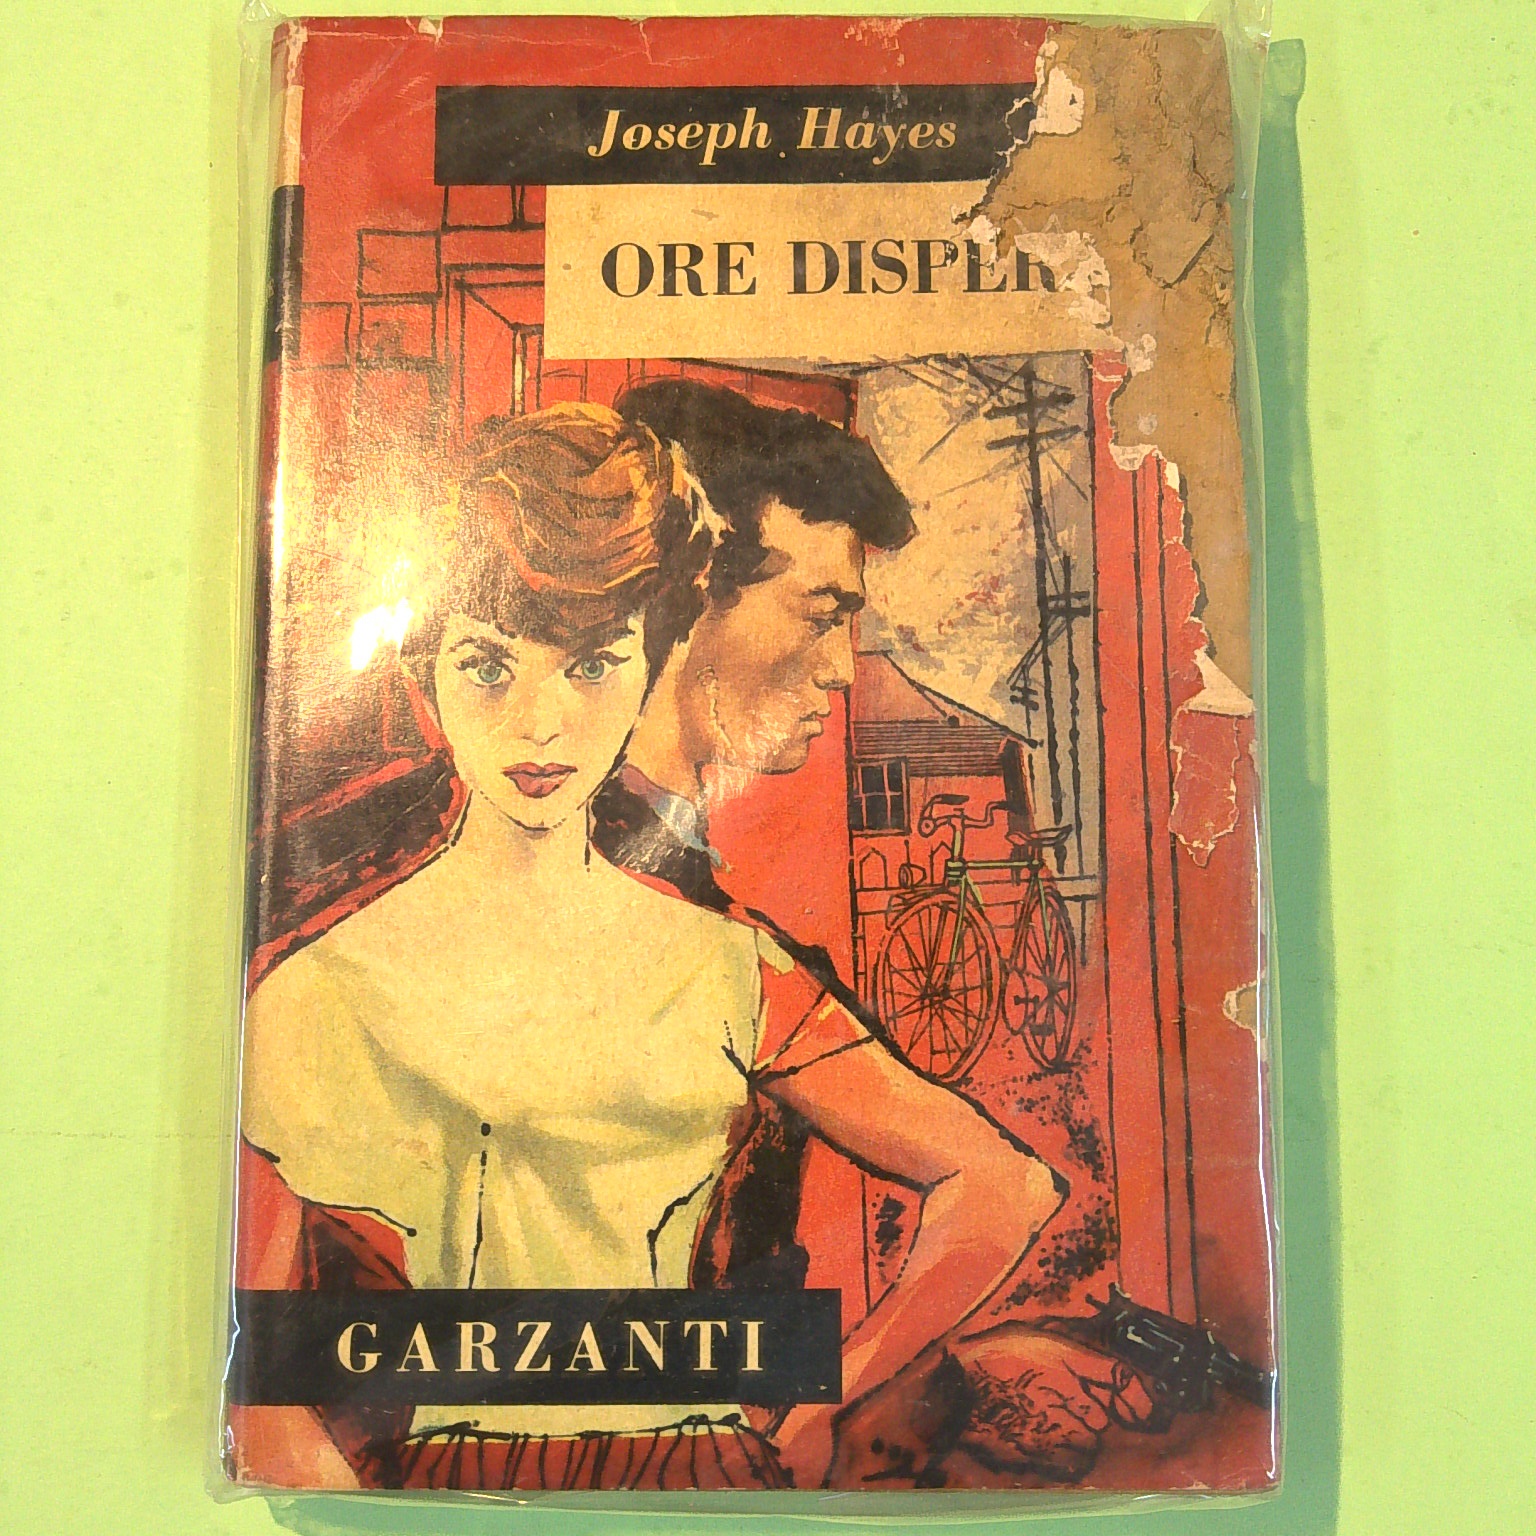 Joseph Hayes
ORE DISPER
GARZANTI